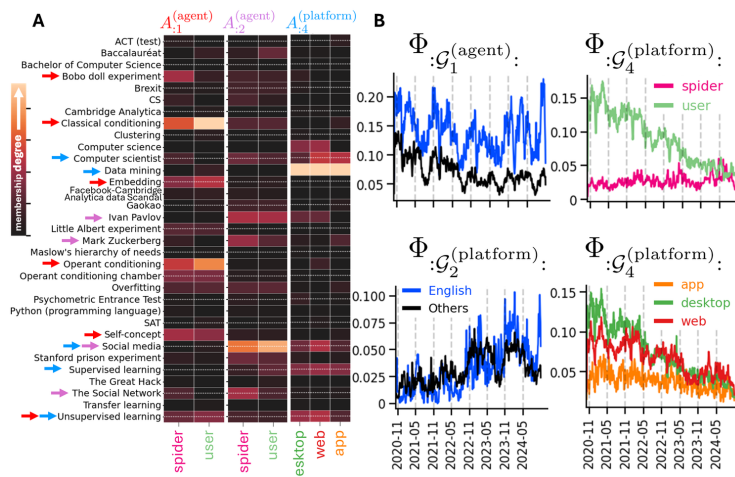 A
A:1(agent)
A:2(agent)
A:4(platform)
membership degree
ACT (test)
Baccalauréat
Bachelor of Computer Science
Bobo doll experiment
Brexit
CS
Cambridge Analytica
Classical conditioning
Clustering
Computer science
Computer scientist
Data mining
Embedding
Facebook-Cambridge
Analytica data Scandal
Gaokao
Ivan Pavlov
Little Albert experiment
Mark Zuckerberg
Maslow's hierarchy of needs
Operant conditioning
Operant conditioning chamber
Overfitting
Psychometric Entrance Test
Python (programming language)
SAT
Self-concept
Social media
Stanford prison experiment
Supervised learning
The Great Hack
The Social Network
Transfer learning
Unsupervised learning
spider
user
spider
user
esktop
web
app
B
Φ:𝒢1(agent):
0.20
0.15
0.10
0.05
Φ:𝒢4(platform):
spider
user
0.15
0.10
0.05
0
Φ:𝒢2(platform):
English
Others
0.100
0.075
0.050
0.025
0
2020-11
2021-05
2021-11
2022-05
2022-11
2023-05
2023-11
2024-05
Φ:𝒢4(platform):
app
desktop
web
0.15
0.10
0.05
2020-11
2021-05
2021-11
2022-05
2022-11
2023-05
2023-11
2024-05